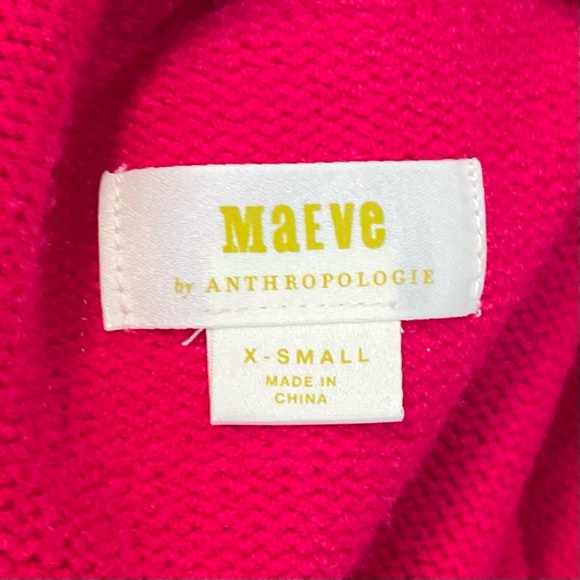 MaEVe
by ANTHROPOLOGIE
X-SMALL
MADE IN
CHINA